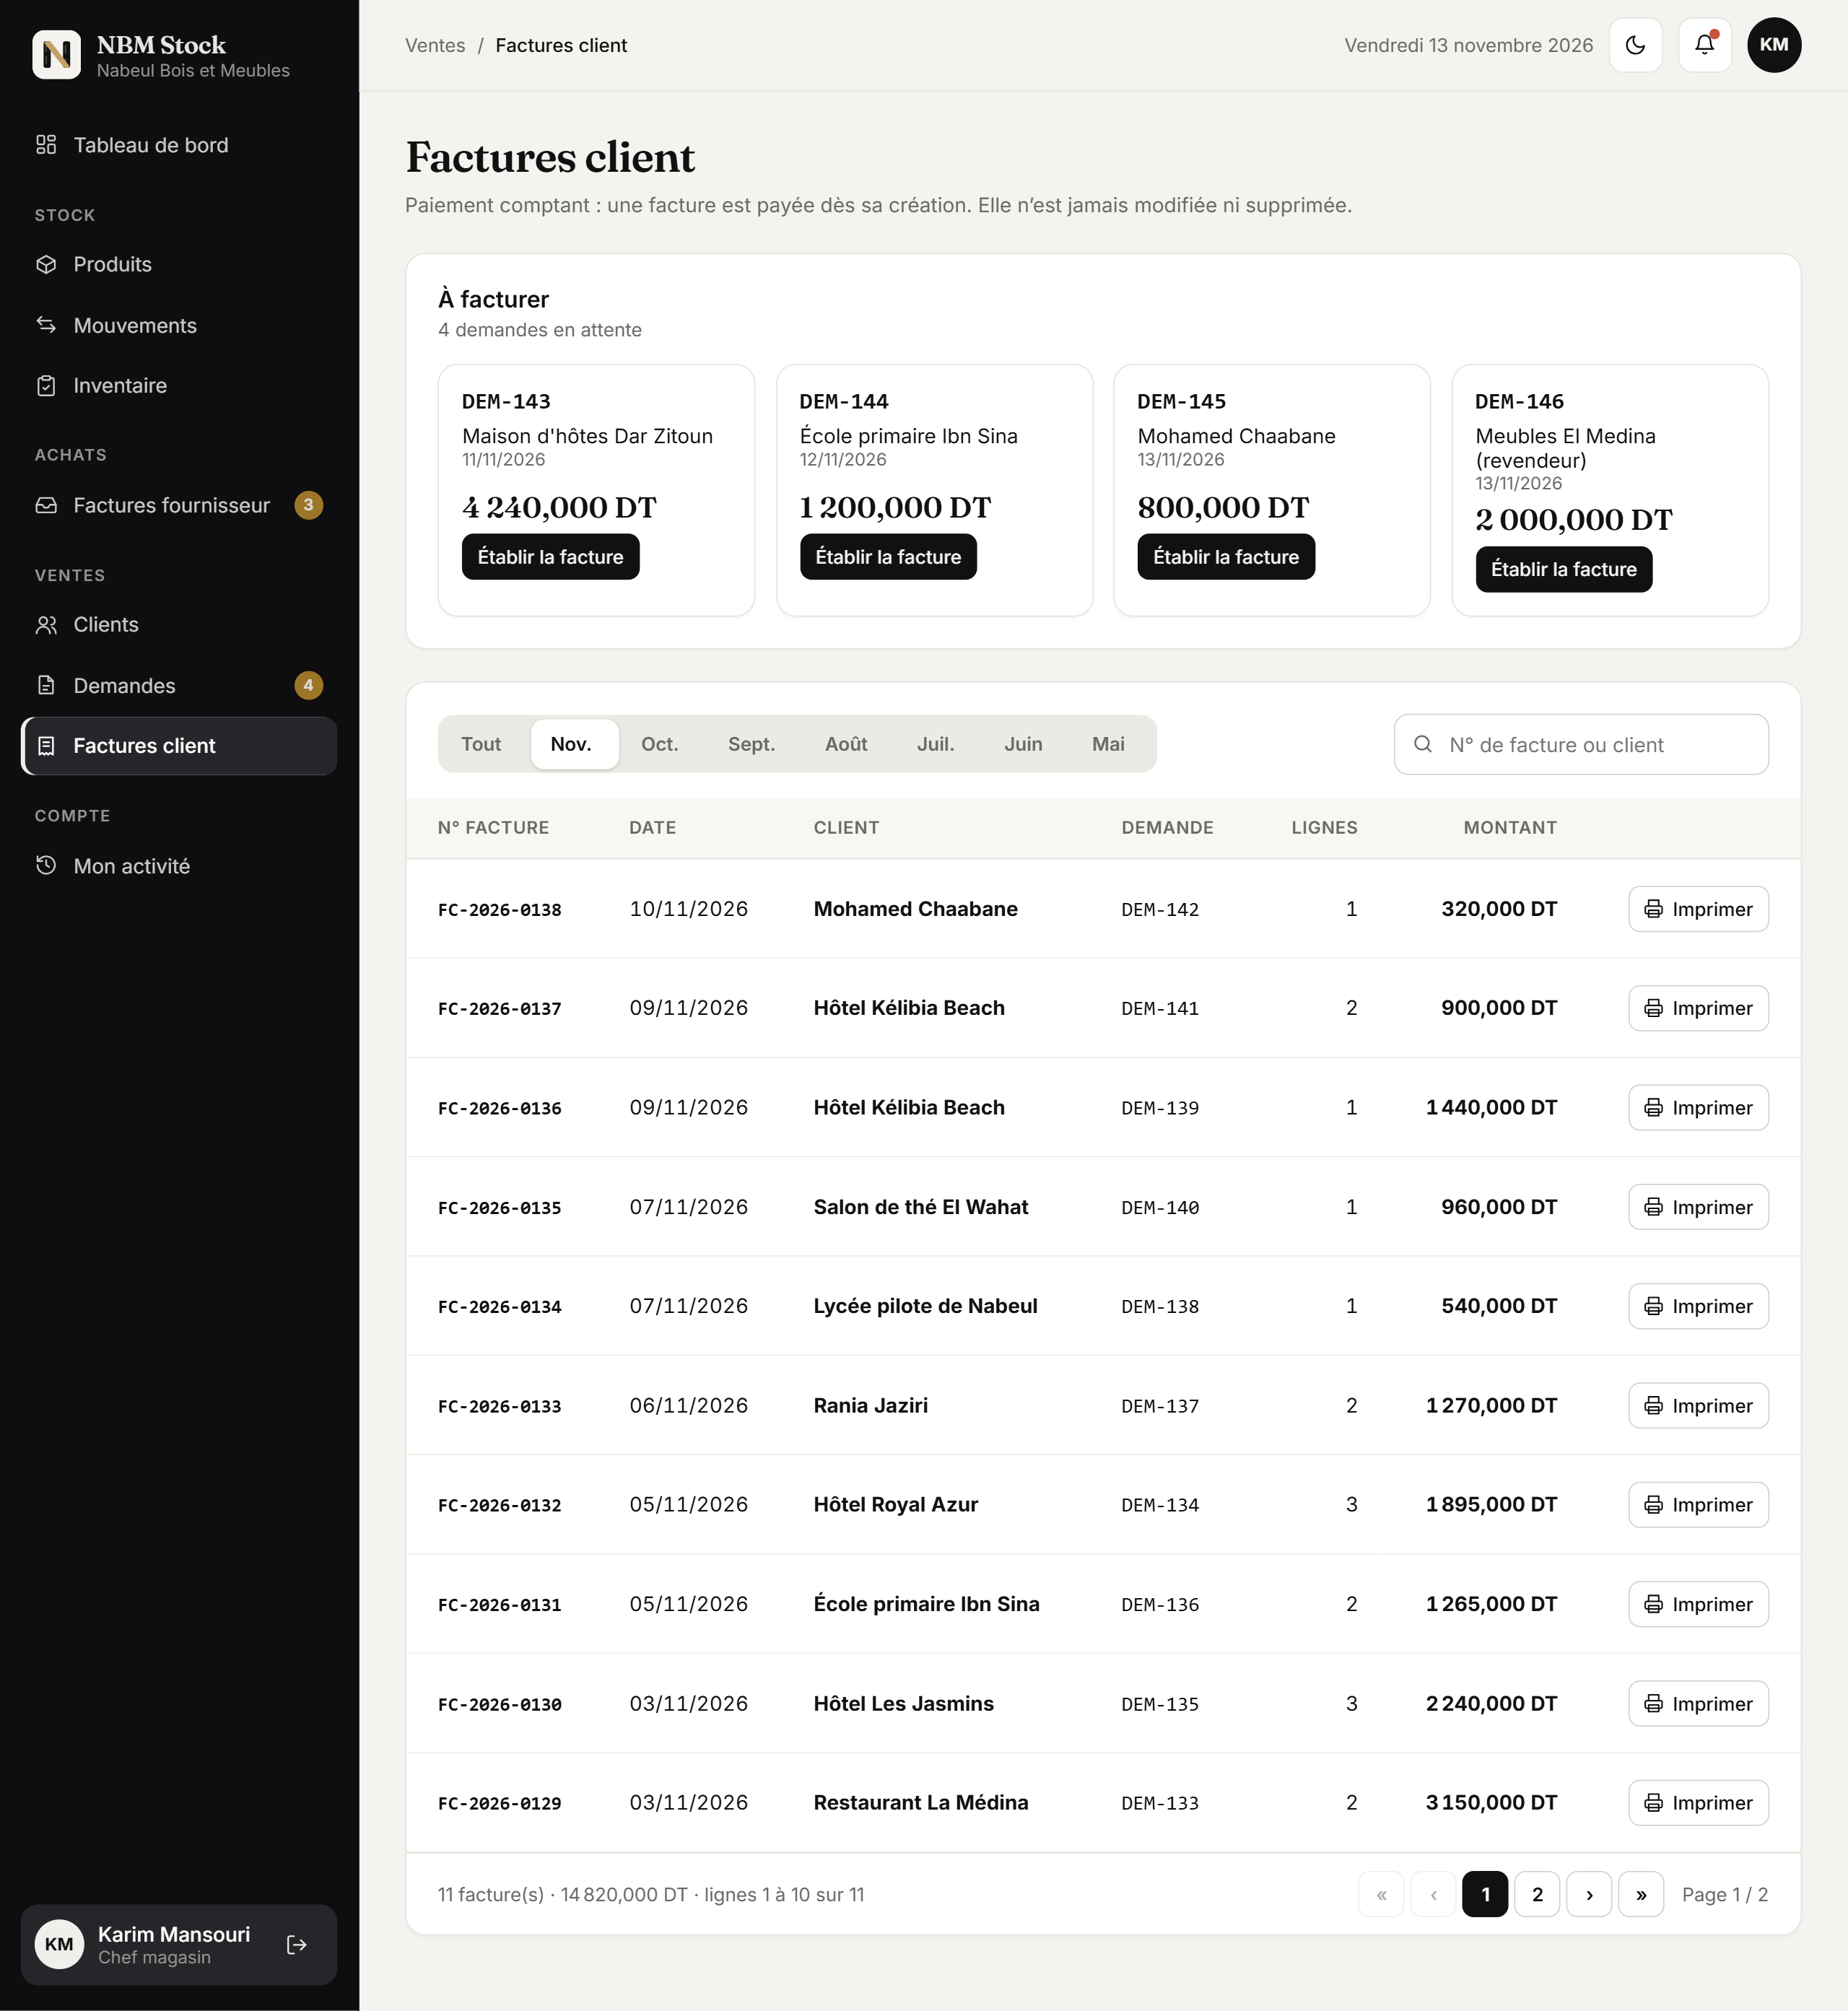 NBM Stock
Nabeul Bois et Meubles
Tableau de bord
STOCK
Produits
Mouvements
Inventaire
ACHATS
Factures fournisseur 3
VENTES
Clients
Demandes 4
Factures client
COMPTE
Mon activité
KM
Karim Mansouri
Chef magasin
Ventes / Factures client
Vendredi 13 novembre 2026
KM
Factures client
Paiement comptant : une facture est payée dès sa création. Elle n’est jamais modifiée ni supprimée.
À facturer
4 demandes en attente
DEM-143
Maison d'hôtes Dar Zitoun
11/11/2026
4 240,000 DT
Établir la facture
DEM-144
École primaire Ibn Sina
12/11/2026
1 200,000 DT
Établir la facture
DEM-145
Mohamed Chaabane
13/11/2026
800,000 DT
Établir la facture
DEM-146
Meubles El Medina
(revendeur)
13/11/2026
2 000,000 DT
Établir la facture
Tout Nov. Oct. Sept. Août Juil. Juin Mai
N° de facture ou client
N° FACTURE DATE CLIENT DEMANDE LIGNES MONTANT
FC-2026-0138 10/11/2026 Mohamed Chaabane DEM-142 1 320,000 DT Imprimer
FC-2026-0137 09/11/2026 Hôtel Kélibia Beach DEM-141 2 900,000 DT Imprimer
FC-2026-0136 09/11/2026 Hôtel Kélibia Beach DEM-139 1 1 440,000 DT Imprimer
FC-2026-0135 07/11/2026 Salon de thé El Wahat DEM-140 1 960,000 DT Imprimer
FC-2026-0134 07/11/2026 Lycée pilote de Nabeul DEM-138 1 540,000 DT Imprimer
FC-2026-0133 06/11/2026 Rania Jaziri DEM-137 2 1 270,000 DT Imprimer
FC-2026-0132 05/11/2026 Hôtel Royal Azur DEM-134 3 1 895,000 DT Imprimer
FC-2026-0131 05/11/2026 École primaire Ibn Sina DEM-136 2 1 265,000 DT Imprimer
FC-2026-0130 03/11/2026 Hôtel Les Jasmins DEM-135 3 2 240,000 DT Imprimer
FC-2026-0129 03/11/2026 Restaurant La Médina DEM-133 2 3 150,000 DT Imprimer
11 facture(s) · 14 820,000 DT · lignes 1 à 10 sur 11
« ‹ 1 2 › » Page 1 / 2